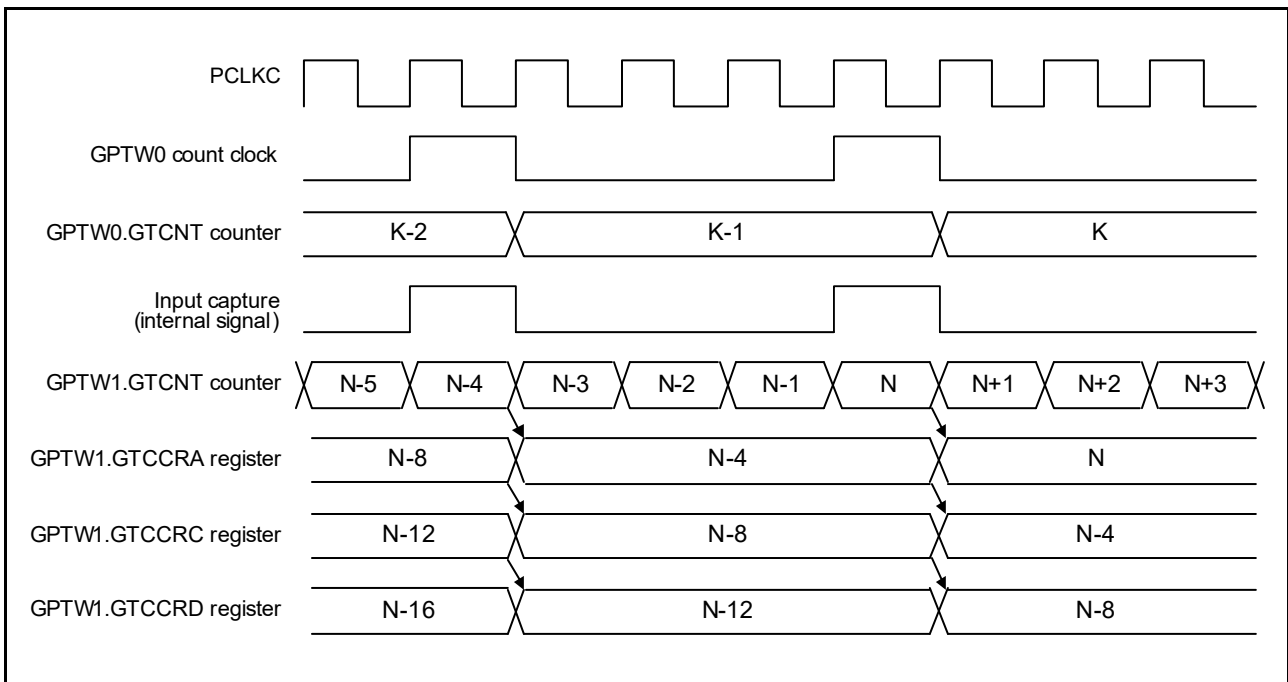 PCLKC
GPTW0 count clock
GPTW0.GTCNT counter K-2 K-1 K
Input capture
(internal signal)
GPTW1.GTCNT counter N-5 N-4 N-3 N-2 N-1 N N+1 N+2 N+3
GPTW1.GTCCRA register N-8 N-4 N
GPTW1.GTCCRC register N-12 N-8 N-4
GPTW1.GTCCRD register N-16 N-12 N-8